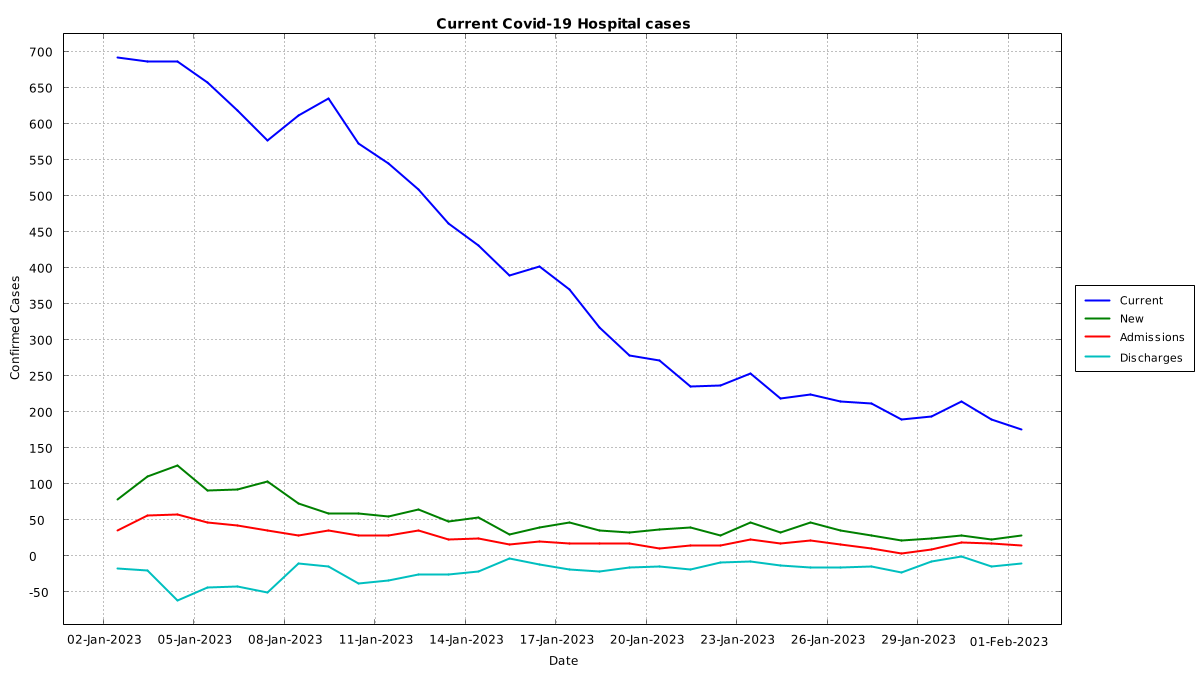 Current Covid-19 Hospital cases
Confirmed Cases
700
650
600
550
500
450
400
350
300
250
200
150
100
50
0
-50
02-Jan-2023 05-Jan-2023 08-Jan-2023 11-Jan-2023 14-Jan-2023 17-Jan-2023 20-Jan-2023 23-Jan-2023 26-Jan-2023 29-Jan-2023 01-Feb-2023
Date
Current
New
Admissions
Discharges